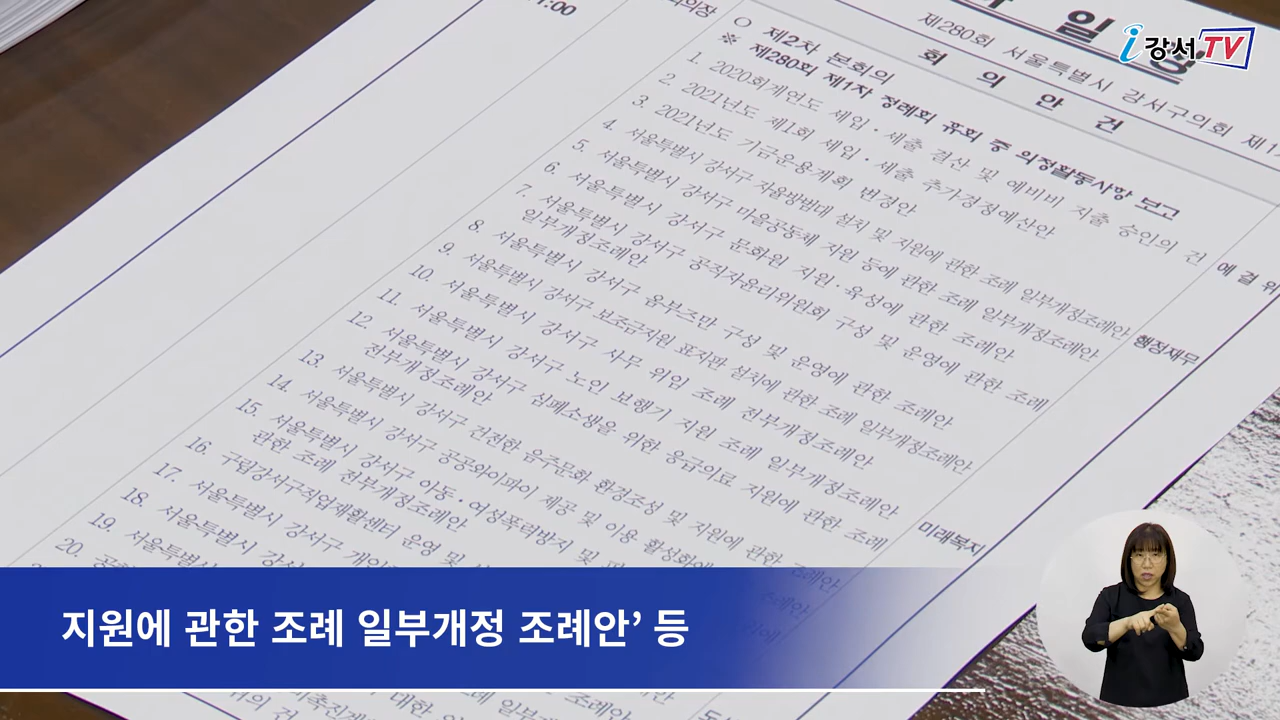 i강서TV
제280회 서울특별시 강서구의회 제1
회 의 안 건
○ 제2차 본회의
※ 제280회 제1차 정례회 휴회 중 의정활동사항 보고
1. 2020회계연도 세입·세출 결산 및 예비비 지출 승인의 건
2. 2021년도 제1회 세입·세출 추가경정예산안
3. 2021년도 기금운용계획 변경안
예결위
4. 서울특별시 강서구 자율방범대 설치 및 지원에 관한 조례 일부개정조례안
5. 서울특별시 강서구 마을공동체 지원 등에 관한 조례 일부개정조례안
6. 서울특별시 강서구 문화원 지원·육성에 관한 조례안
7. 서울특별시 강서구 공직자윤리위원회 구성 및 운영에 관한 조례
일부개정조례안
8. 서울특별시 강서구 옴부즈만 구성 및 운영에 관한 조례안
9. 서울특별시 강서구 보조금지원 표지판 설치에 관한 조례 일부개정조례안
10. 서울특별시 강서구 사무 위임 조례 전부개정조례안
행정재무
11. 서울특별시 강서구 노인 보행기 지원 조례 일부개정조례안
12. 서울특별시 강서구 심폐소생을 위한 응급의료 지원에 관한 조례
전부개정조례안
13. 서울특별시 강서구 건전한 음주문화 환경조성 및 지원에 관한 조례안
14. 서울특별시 강서구 공공와이파이 제공 및 이용 활성화에
15. 서울특별시 강서구 아동·여성폭력방지 및
관한 조례 전부개정조례안
16. 구립강서구직업재활센터 운영 및
미래복지
17. 서울특별시 강서구
18. 서울특별시
19. 서울특별시
20.
지원에 관한 조례 일부개정 조례안’ 등